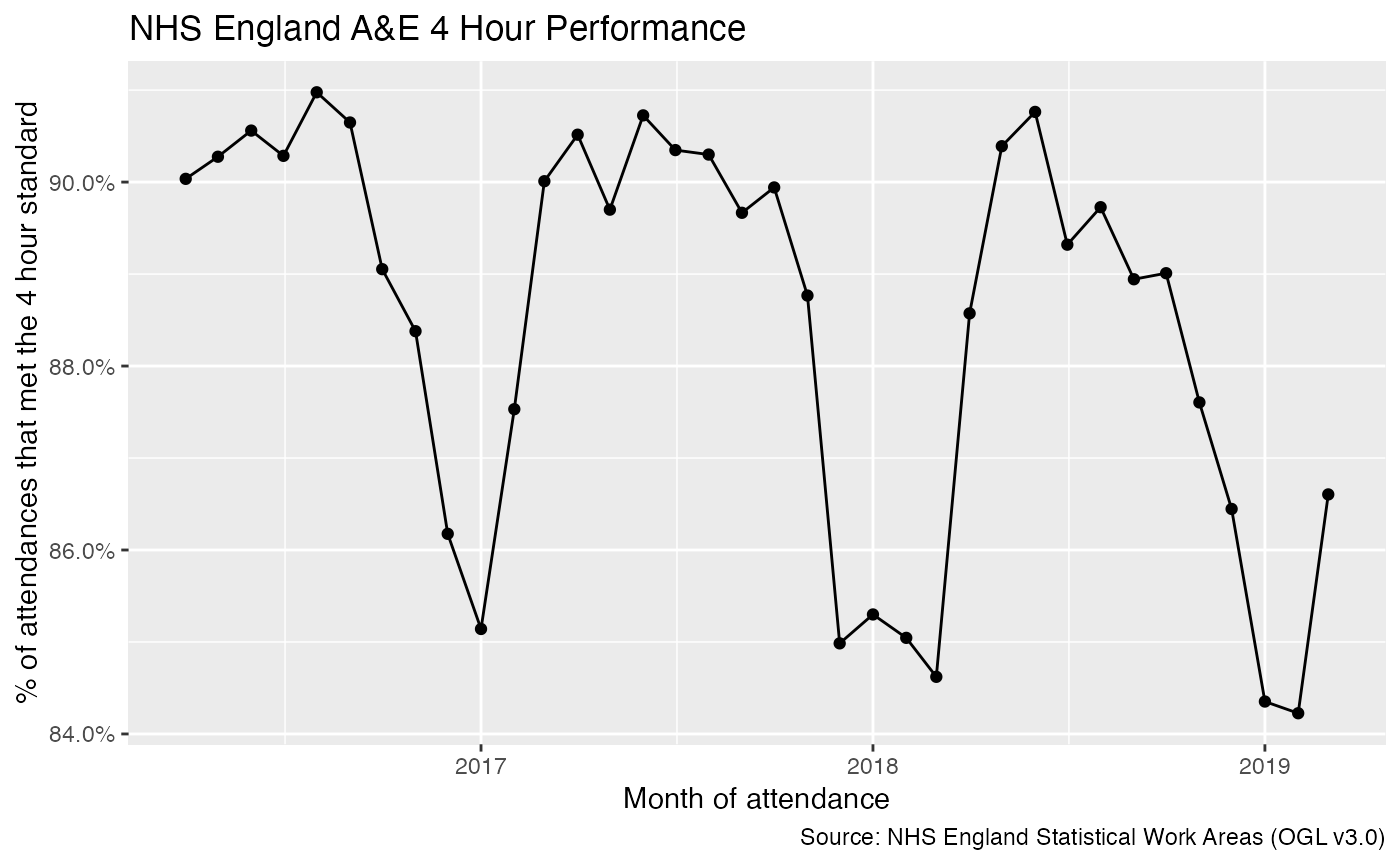 NHS England A&E 4 Hour Performance
% of attendances that met the 4 hour standard
90.0%
88.0%
86.0%
84.0%
2017 2018 2019
Month of attendance
Source: NHS England Statistical Work Areas (OGL v3.0)